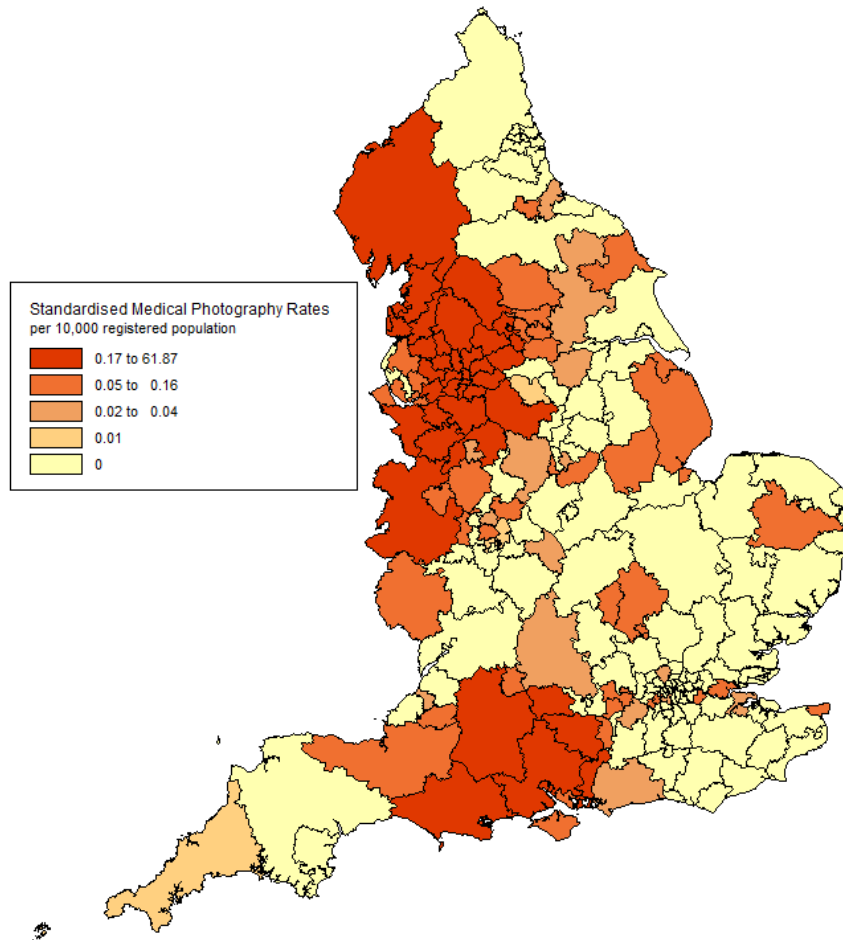 Standardised Medical Photography Rates
per 10,000 registered population
0.17 to 61.87
0.05 to 0.16
0.02 to 0.04
0.01
0